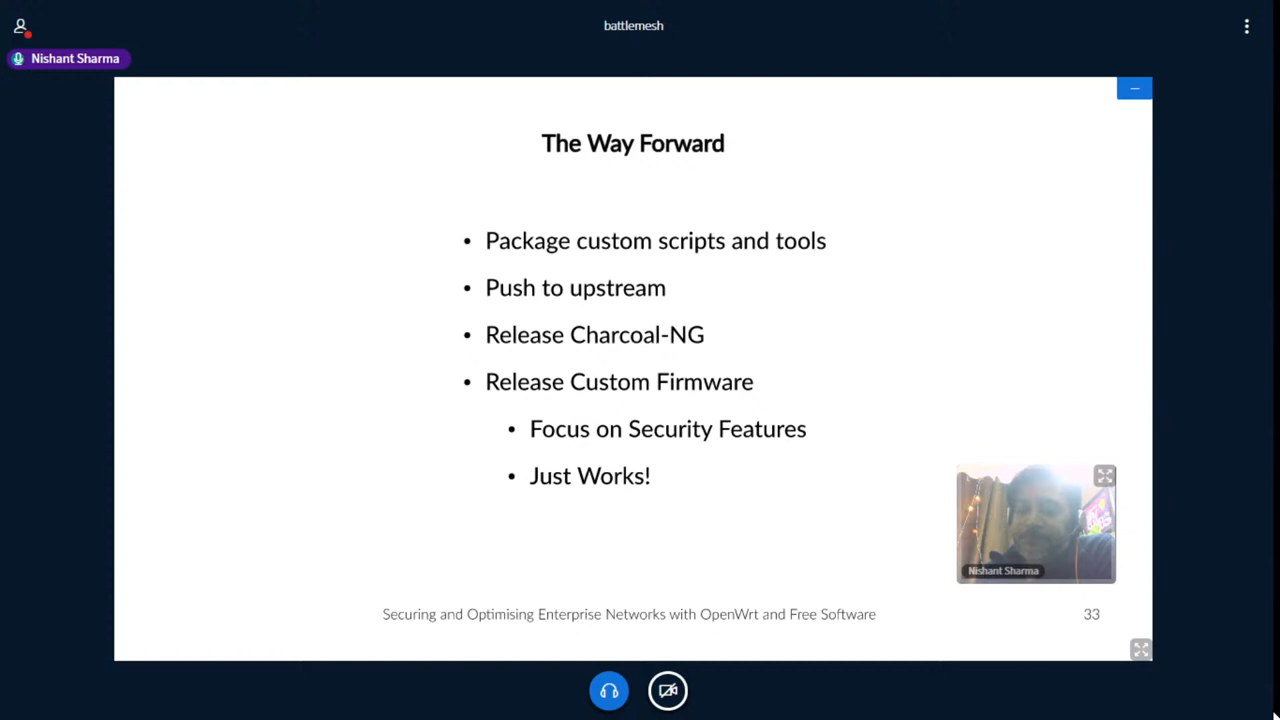 battlemesh
Nishant Sharma
The Way Forward
• Package custom scripts and tools
• Push to upstream
• Release Charcoal-NG
• Release Custom Firmware
• Focus on Security Features
• Just Works!
Nishant Sharma
Securing and Optimising Enterprise Networks with OpenWrt and Free Software
33